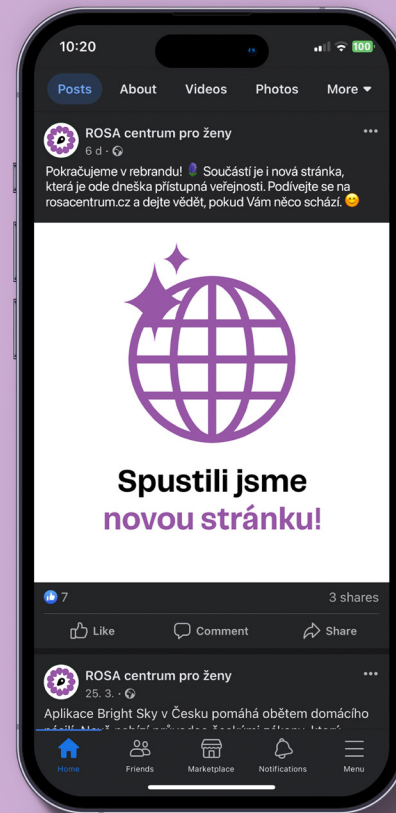 10:20
100
Posts About Videos Photos More
ROSA centrum pro ženy
6 d ·
Pokračujeme v rebrandu! Součástí je i nová stránka,
která je ode dneška přístupná veřejnosti. Podívejte se na
rosacentrum.cz a dejte vědět, pokud Vám něco schází.
Spustili jsme
novou stránku!
7 3 shares
Like Comment Share
ROSA centrum pro ženy
25. 3. ·
Aplikace Bright Sky v Česku pomáhá obětem domácího
Home Friends Marketplace Notifications Menu